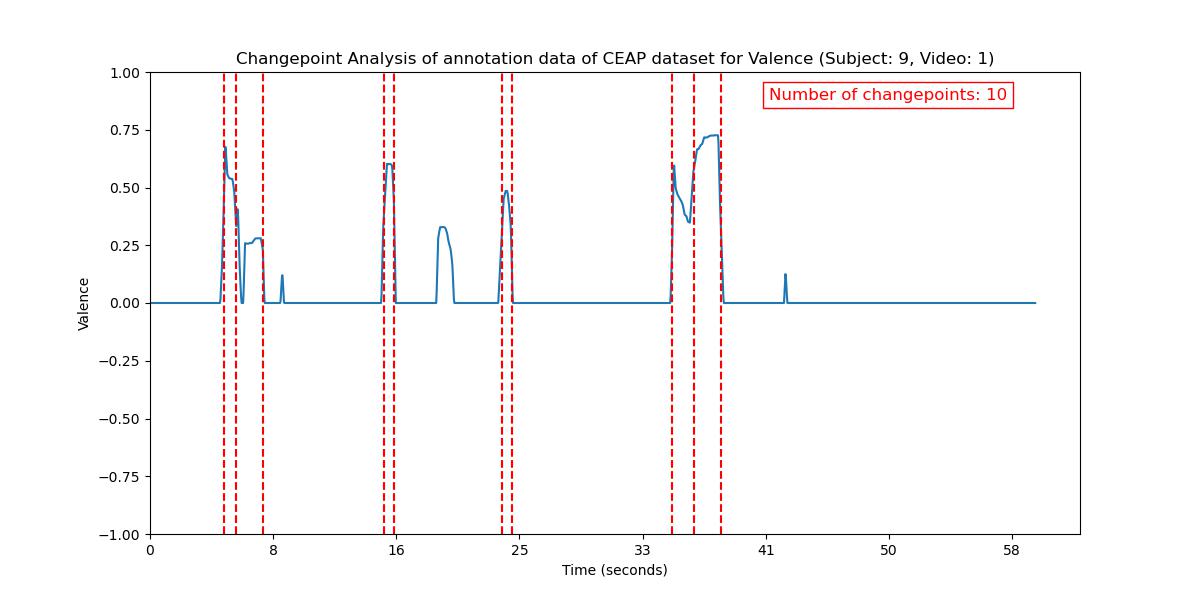 Changepoint Analysis of annotation data of CEAP dataset for Valence (Subject: 9, Video: 1)
Number of changepoints: 10
1.00
0.75
0.50
0.25
0.00
−0.25
−0.50
−0.75
−1.00
Valence
0 8 16 25 33 41 50 58
Time (seconds)